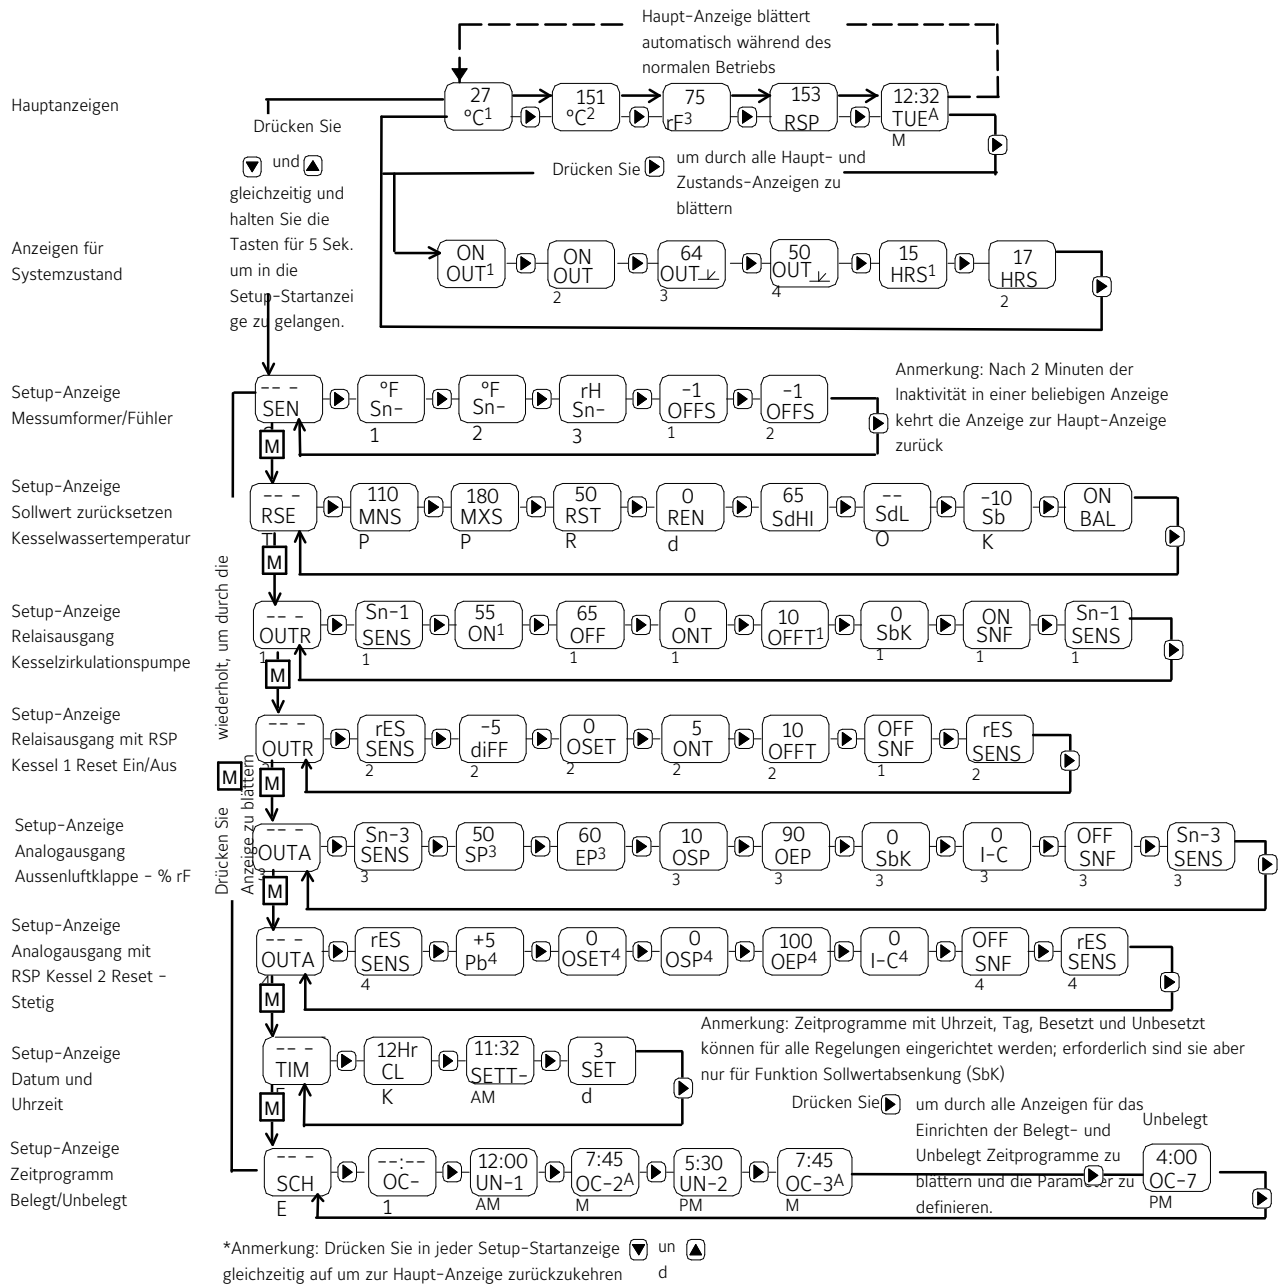 Haupt-Anzeige blättert
automatisch während des
normalen Betriebs
Hauptanzeigen
27 151 75 153 12:32
°C1 °C2 rF3 RSP TUEA
M
Drücken Sie
und
gleichzeitig und
halten Sie die
Tasten für 5 Sek.
um in die
Setup-Startanzei
ge zu gelangen.
Drücken Sie um durch alle Haupt- und
Zustands-Anzeigen zu
blättern
Anzeigen für
Systemzustand
ON ON 64 50 15 17
OUT1 OUT OUT OUT HRS1 HRS
2 3 4 2
Setup-Anzeige
Messumformer/Fühler
--- °F °F rH -1 -1
SEN Sn- Sn- Sn- OFFS OFFS
1 2 3 1 2
M
Anmerkung: Nach 2 Minuten der
Inaktivität in einer beliebigen Anzeige
kehrt die Anzeige zur Haupt-Anzeige
zurück
Setup-Anzeige
Sollwert zurücksetzen
Kesselwassertemperatur
--- 110 180 50 0 65 -- -10 ON
RSE MNS MXS RST REN SdHI SdL Sb BAL
T P P R d O K
M
Setup-Anzeige
Relaisausgang
Kesselzirkulationspumpe
--- Sn-1 55 65 0 10 0 ON Sn-1
OUTR SENS ON1 OFF ONT OFFT1 SbK SNF SENS
1 1 1 1 1 1 1
M
Setup-Anzeige
Relaisausgang mit RSP
Kessel 1 Reset Ein/Aus
--- rES -5 0 5 10 OFF rES
OUTR SENS diFF OSET ONT OFFT SNF SENS
2 2 2 2 2 1 2
M
Drücken Sie M wiederholt, um durch die
Anzeige zu blättern
Setup-Anzeige
Analogausgang
Aussenluftklappe - % rF
--- Sn-3 50 60 10 90 0 0 OFF Sn-3
OUTA SENS SP3 EP3 OSP OEP SbK I-C SNF SENS
3 3 3 3 3 3 3 3
M
Setup-Anzeige
Analogausgang mit
RSP Kessel 2 Reset -
Stetig
--- rES +5 0 0 100 0 OFF rES
OUTA SENS Pb4 OSET4 OSP4 OEP4 I-C4 SNF SENS
4 4 4 4
M
Anmerkung: Zeitprogramme mit Uhrzeit, Tag, Besetzt und Unbesetzt
können für alle Regelungen eingerichtet werden; erforderlich sind sie aber
nur für Funktion Sollwertabsenkung (SbK)
Setup-Anzeige
Datum und
Uhrzeit
--- 12Hr 11:32 3
TIM CL SETT- SET
K AM d
M
Drücken Sie um durch alle Anzeigen für das
Einrichten der Belegt- und
Unbelegt Zeitprogramme zu
blättern und die Parameter zu
definieren.
Unbelegt
Setup-Anzeige
Zeitprogramm
Belegt/Unbelegt
--- --:-- 12:00 7:45 5:30 7:45 4:00
SCH OC- UN-1 OC-2A UN-2 OC-3A OC-7
E 1 AM M PM M PM
*Anmerkung: Drücken Sie in jeder Setup-Startanzeige un
d
gleichzeitig auf um zur Haupt-Anzeige zurückzukehren